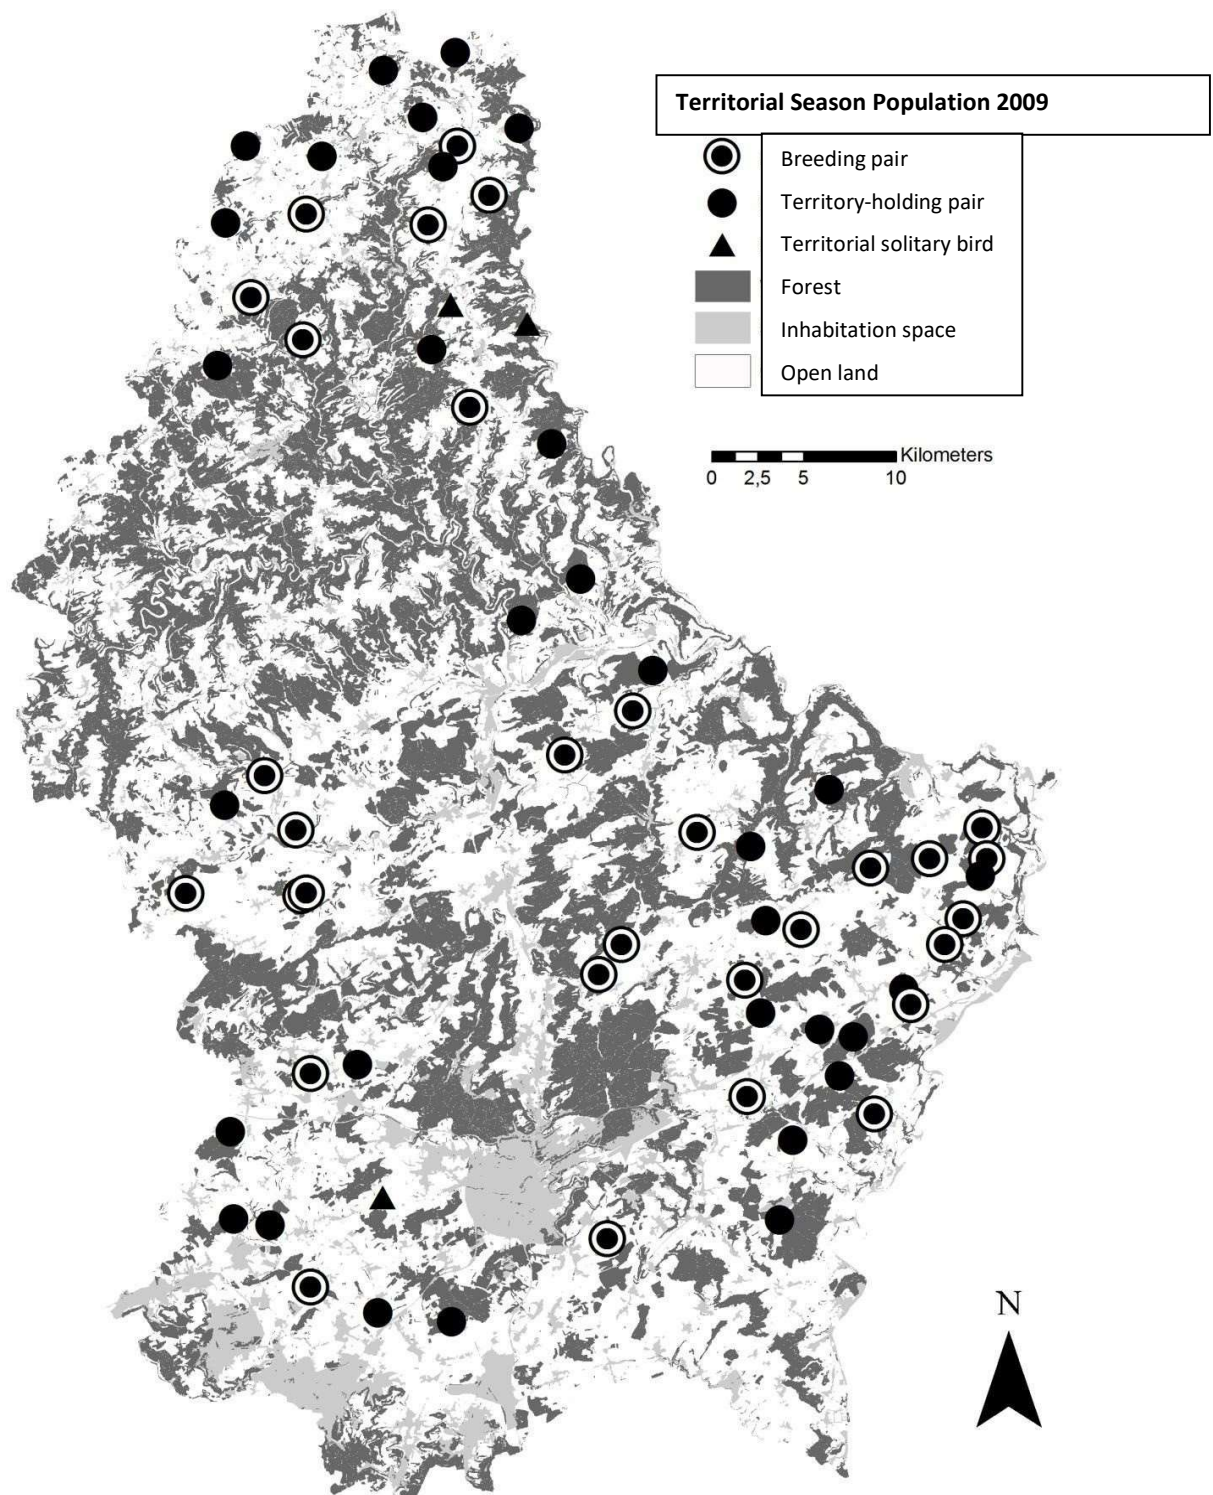 Territorial Season Population 2009
Breeding pair
Territory-holding pair
Territorial solitary bird
Forest
Inhabitation space
Open land
Kilometers
0 2,5 5 10
N